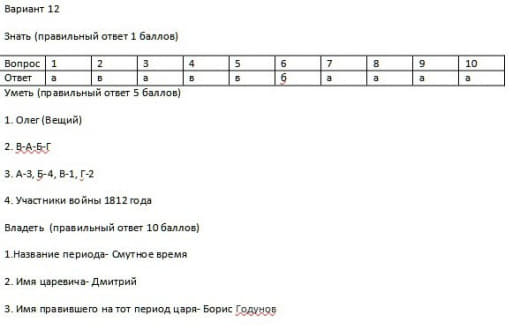 Вариант 12
Знать (правильный ответ 1 баллов)
Вопрос 1 2 3 4 5 6 7 8 9 10
Ответ а в а в в б а а а а
Уметь (правильный ответ 5 баллов)
1. Олег (Вещий)
2. В-А-Б-Г
3. А-3, Б-4, В-1, Г-2
4. Участники войны 1812 года
Владеть (правильный ответ 10 баллов)
1.Название периода- Смутное время
2. Имя царевича- Дмитрий
3. Имя правившего на тот период царя- Борис Годунов